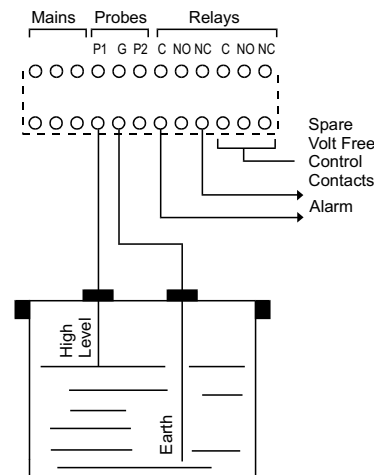 Mains Probes Relays
P1 G P2 C NO NC C NO NC
Spare
Volt Free
Control
Contacts
Alarm
High
Level
Earth